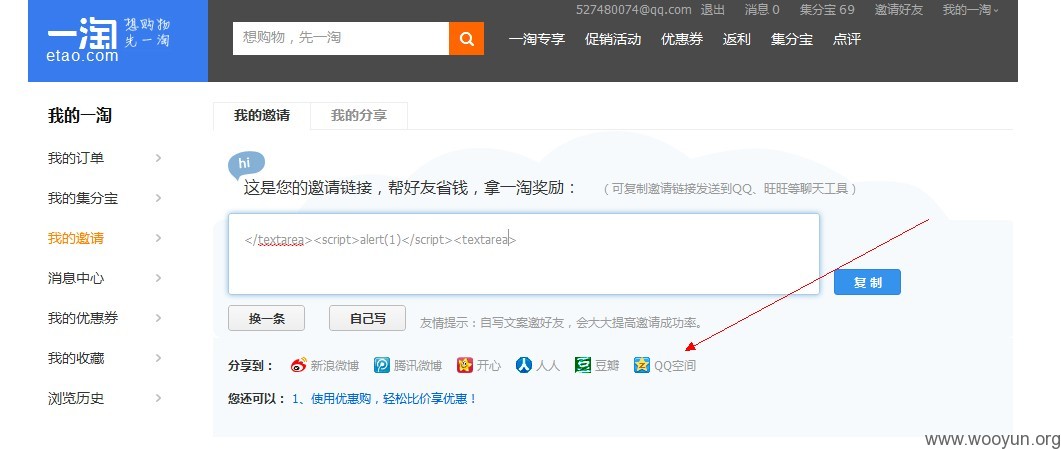 527480074@qq.com 退出 消息 0 集分宝 69 邀请好友 我的一淘
一淘 想购物 先一淘
etao.com
想购物，先一淘
一淘专享 促销活动 优惠券 返利 集分宝 点评
我的一淘
我的订单
我的集分宝
我的邀请
消息中心
我的优惠券
我的收藏
浏览历史
我的邀请 我的分享
hi
这是您的邀请链接，帮好友省钱，拿一淘奖励： （可复制邀请链接发送到QQ、旺旺等聊天工具）
</textarea><script>alert(1)</script><textarea>
复 制
换一条 自己写 友情提示：自写文案邀好友，会大大提高邀请成功率。
分享到： 新浪微博 腾讯微博 开心 人人 豆瓣 QQ空间
您还可以： 1、使用优惠购，轻松比价享优惠！
www.wooyun.org